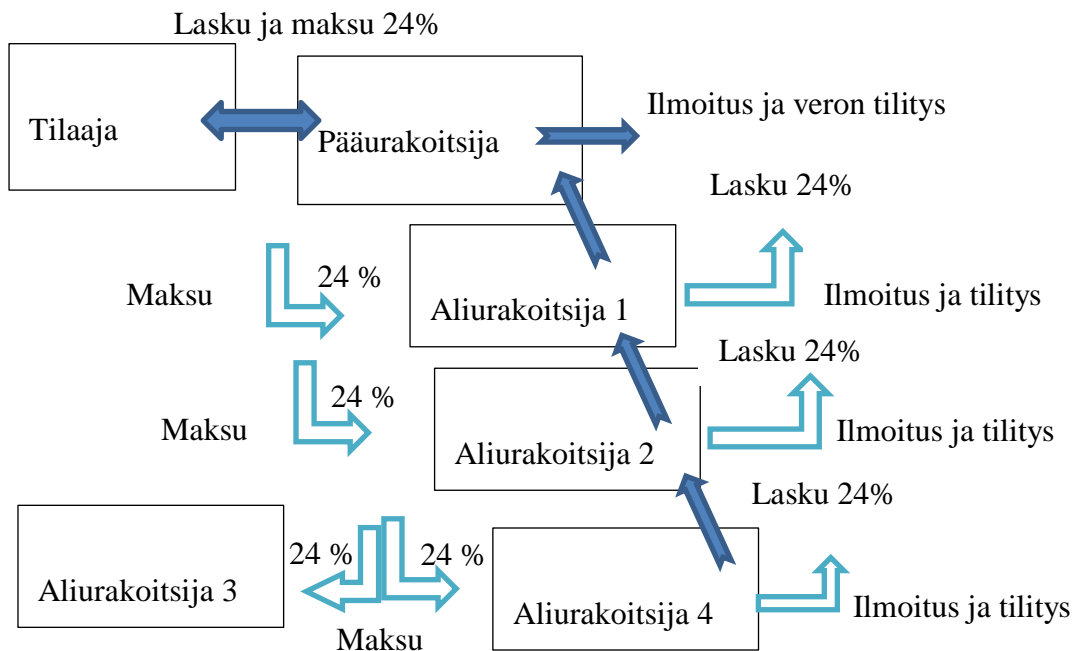 Lasku ja maksu 24%
Tilaaja
Pääurakoitsija
Ilmoitus ja veron tilitys
Lasku 24%
Maksu
24 %
Aliurakoitsija 1
Ilmoitus ja tilitys
Lasku 24%
Maksu
24 %
Aliurakoitsija 2
Ilmoitus ja tilitys
Lasku 24%
Aliurakoitsija 3
24 %
24 %
Maksu
Aliurakoitsija 4
Ilmoitus ja tilitys